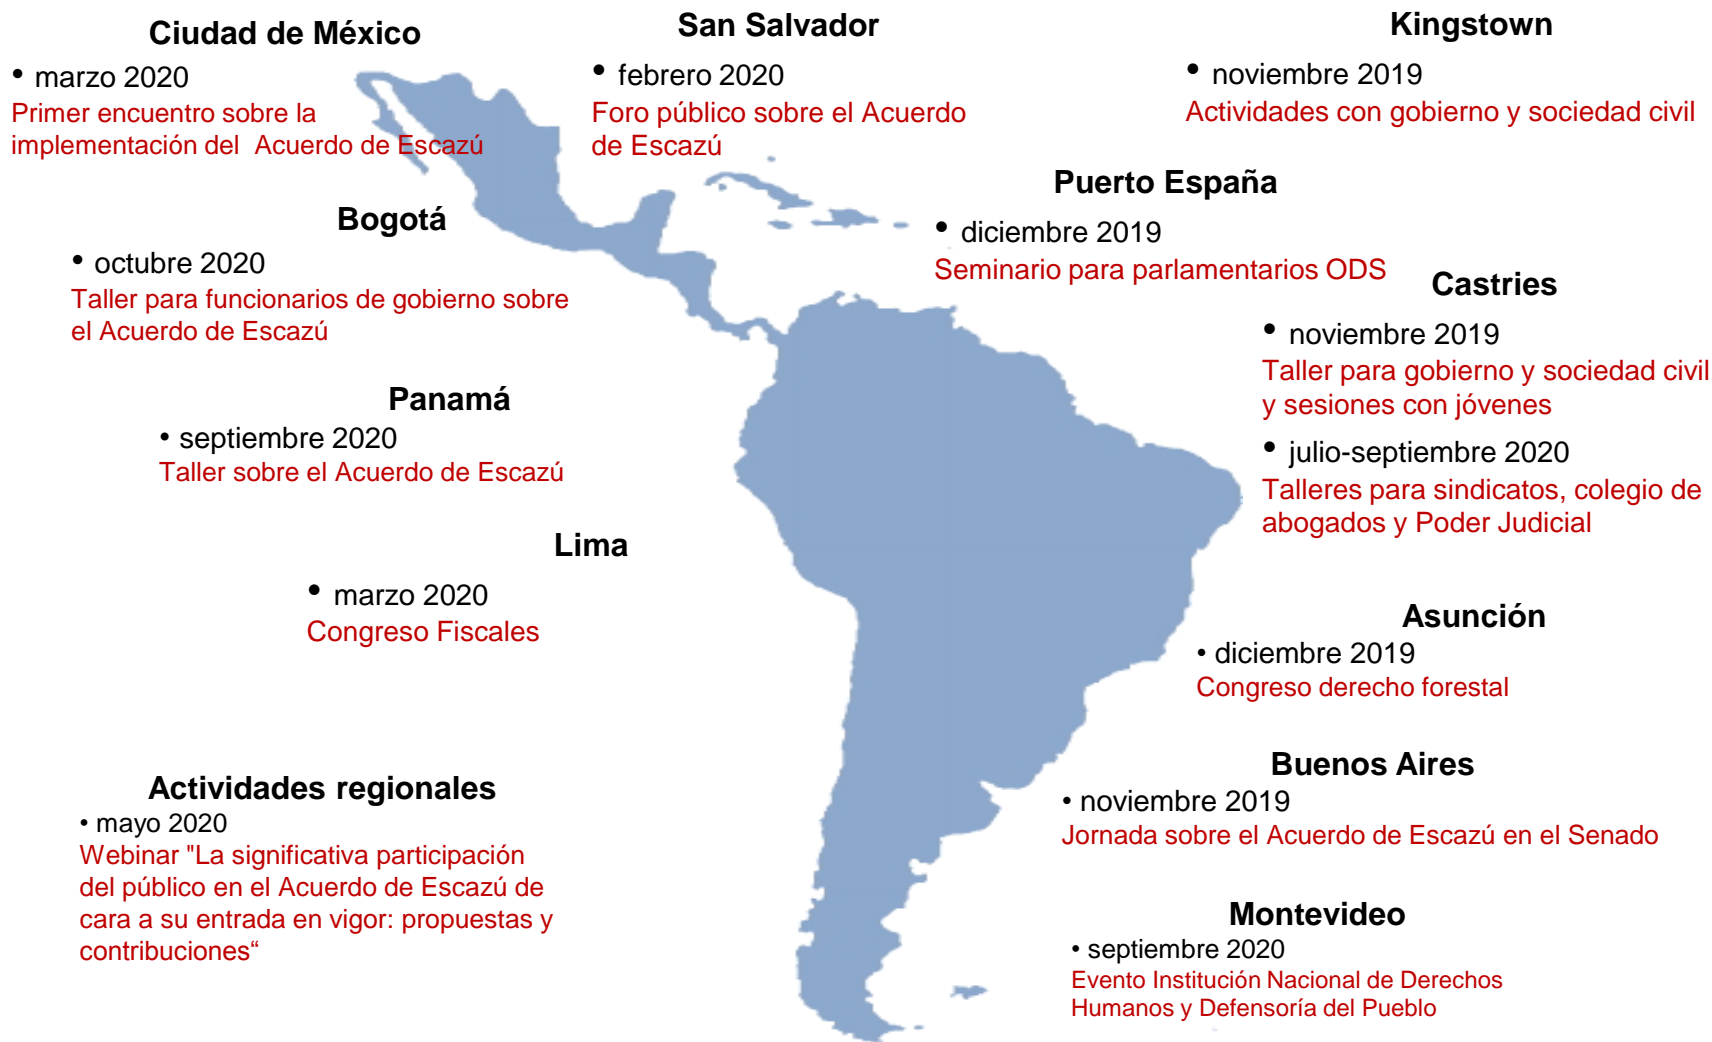 Ciudad de México
• marzo 2020
Primer encuentro sobre la
implementación del Acuerdo de Escazú
San Salvador
• febrero 2020
Foro público sobre el Acuerdo
de Escazú
Kingstown
• noviembre 2019
Actividades con gobierno y sociedad civil
Puerto España
• diciembre 2019
Seminario para parlamentarios ODS
Bogotá
• octubre 2020
Taller para funcionarios de gobierno sobre
el Acuerdo de Escazú
Castries
• noviembre 2019
Taller para gobierno y sociedad civil
y sesiones con jóvenes
• julio-septiembre 2020
Talleres para sindicatos, colegio de
abogados y Poder Judicial
Panamá
• septiembre 2020
Taller sobre el Acuerdo de Escazú
Lima
• marzo 2020
Congreso Fiscales
Asunción
• diciembre 2019
Congreso derecho forestal
Buenos Aires
• noviembre 2019
Jornada sobre el Acuerdo de Escazú en el Senado
Actividades regionales
• mayo 2020
Webinar "La significativa participación
del público en el Acuerdo de Escazú de
cara a su entrada en vigor: propuestas y
contribuciones“
Montevideo
• septiembre 2020
Evento Institución Nacional de Derechos
Humanos y Defensoría del Pueblo